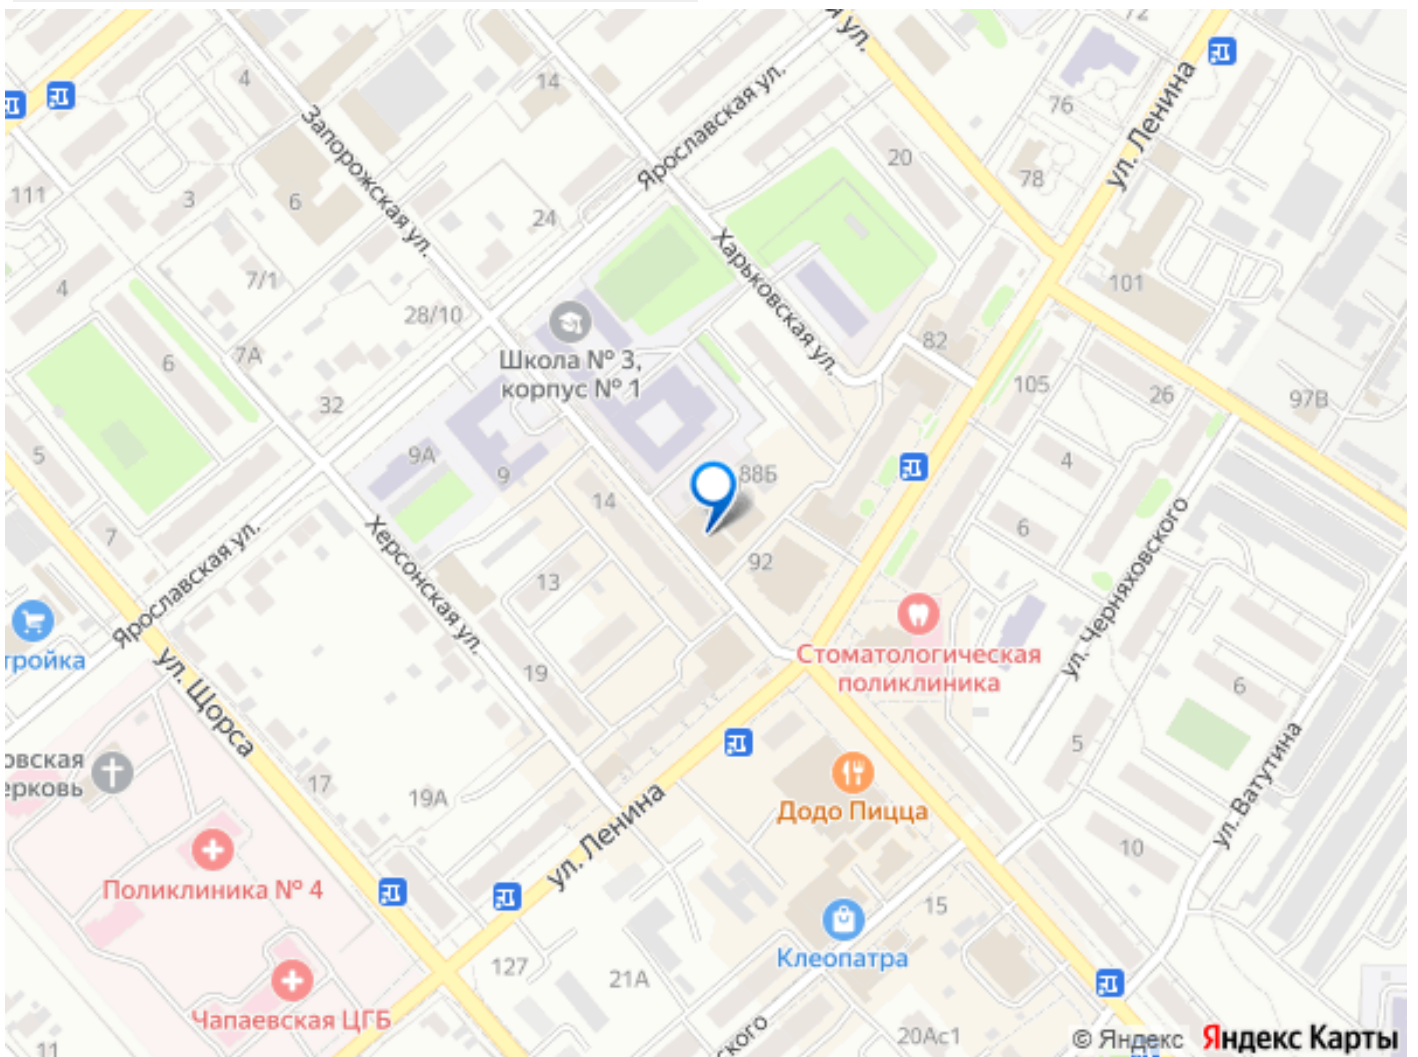 я ул.
72
ул. Ленина
4
14
76
Ярославская ул.
Запорожская ул.
20
78
111
3
6
24
Харьковская ул.
101
4
7/1
28/10
82
Школа № 3,
корпус № 1
7А
6
105
26
97В
32
5
9А
9
88Б
4
14
6
7
Ярославская ул.
Херсонская ул.
13
92
ул. Черняховского
тройка
Стоматологическая
поликлиника
19
6
ул. Щорса
5
овская
ерковь
17
19А
ул. Ленина
Додо Пицца
ул. Ватутина
10
Поликлиника № 4
15
Клеопатра
127
21А
Чапаевская ЦГБ
11
ского
20Ас1
© Яндекс Яндекс Карты